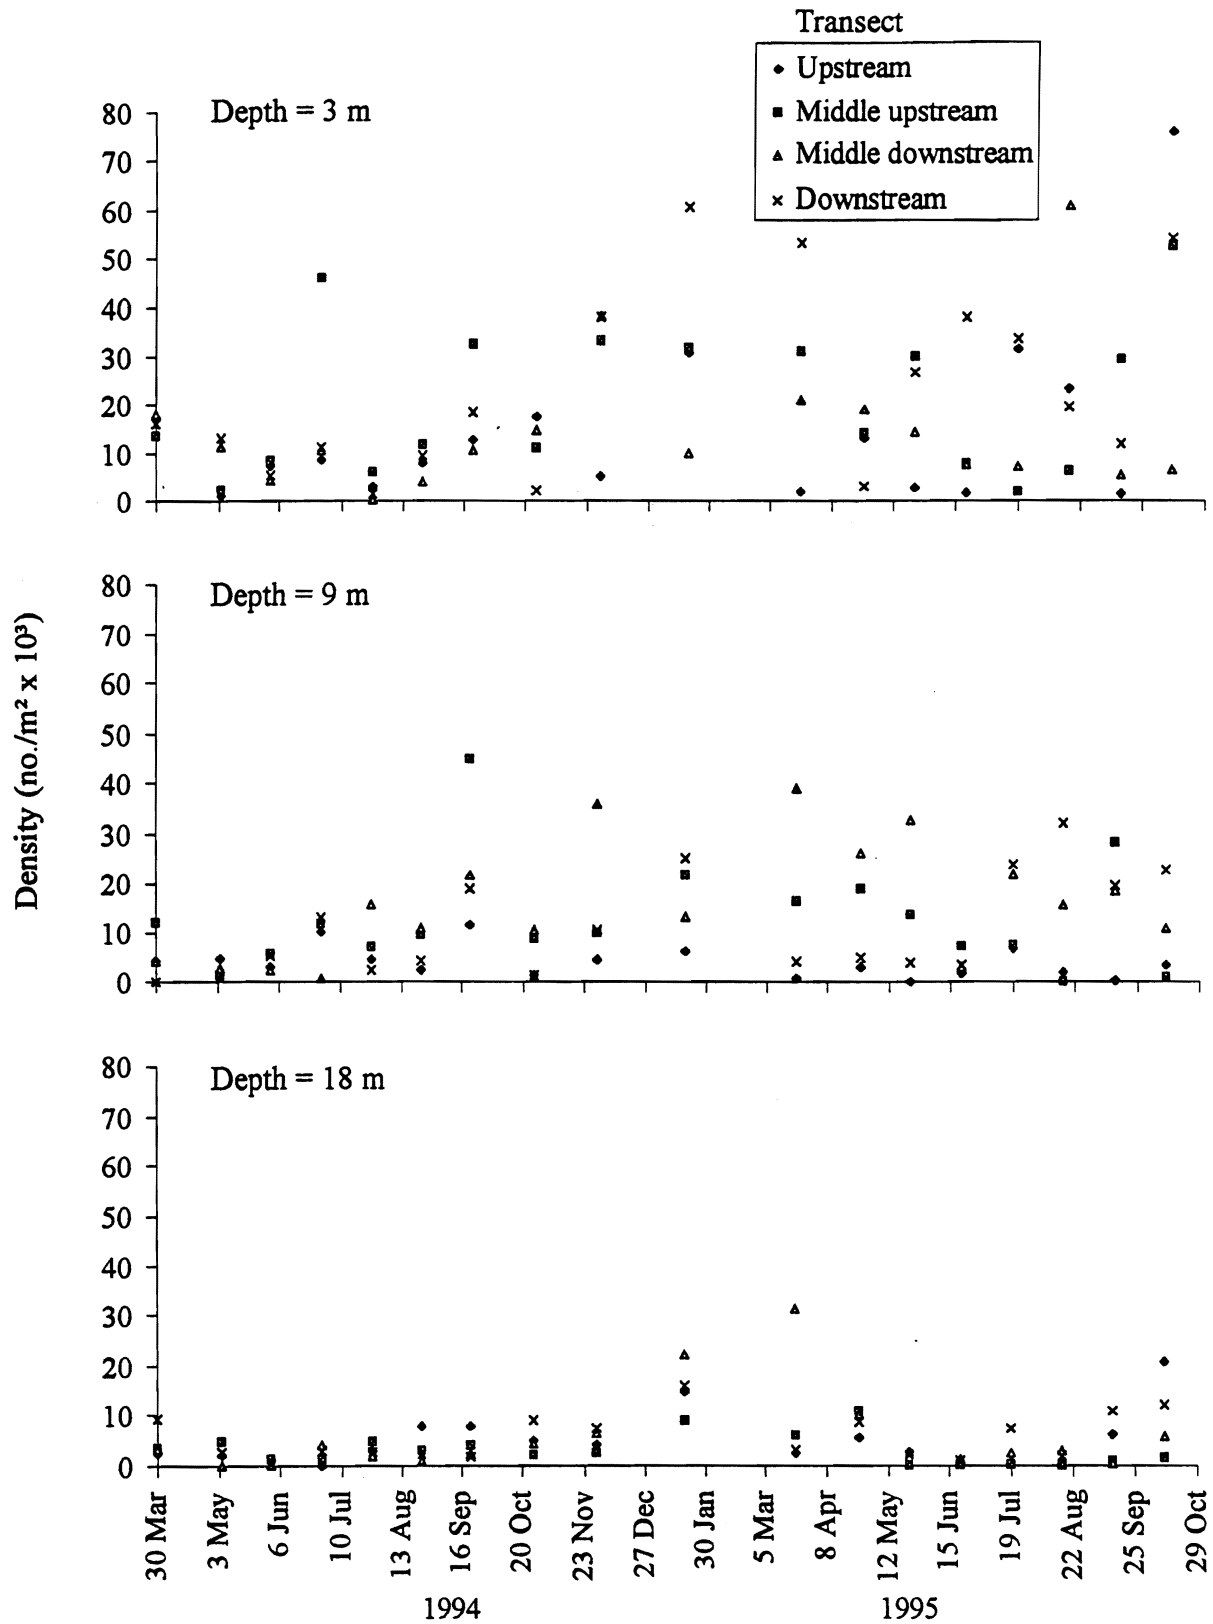 Transect
Upstream
Middle upstream
Middle downstream
Downstream
Depth = 3 m
80
70
60
50
40
30
20
10
0
Density (no./m² x 10³)
Depth = 9 m
80
70
60
50
40
30
20
10
0
Depth = 18 m
80
70
60
50
40
30
20
10
0
30 Mar
3 May
6 Jun
10 Jul
13 Aug
16 Sep
20 Oct
23 Nov
27 Dec
30 Jan
5 Mar
8 Apr
12 May
15 Jun
19 Jul
22 Aug
25 Sep
29 Oct
1994
1995